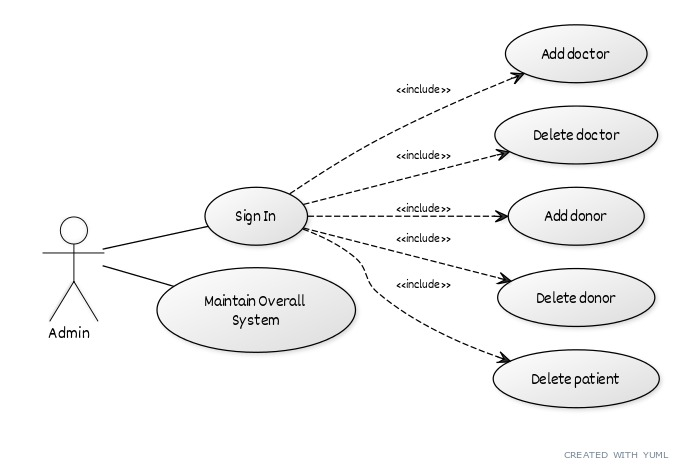 Add doctor
<<include>>
Delete doctor
<<include>>
Sign In
<<include>>
Add donor
<<include>>
Delete donor
<<include>>
Maintain Overall
System
Admin
Delete patient
CREATED WITH YUML